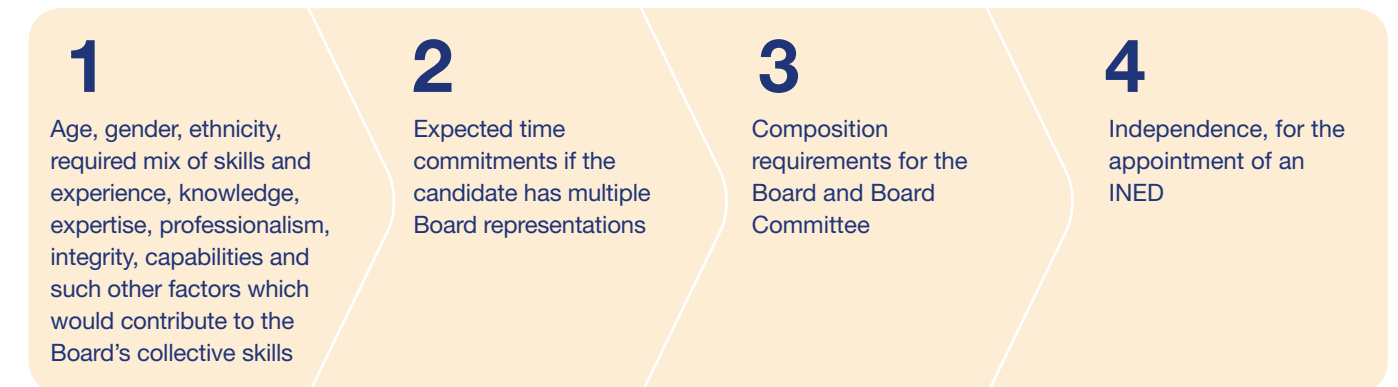 1
Age, gender, ethnicity,
required mix of skills and
experience, knowledge,
expertise, professionalism,
integrity, capabilities and
such other factors which
would contribute to the
Board’s collective skills
2
Expected time
commitments if the
candidate has multiple
Board representations
3
Composition
requirements for the
Board and Board
Committee
4
Independence, for the
appointment of an
INED